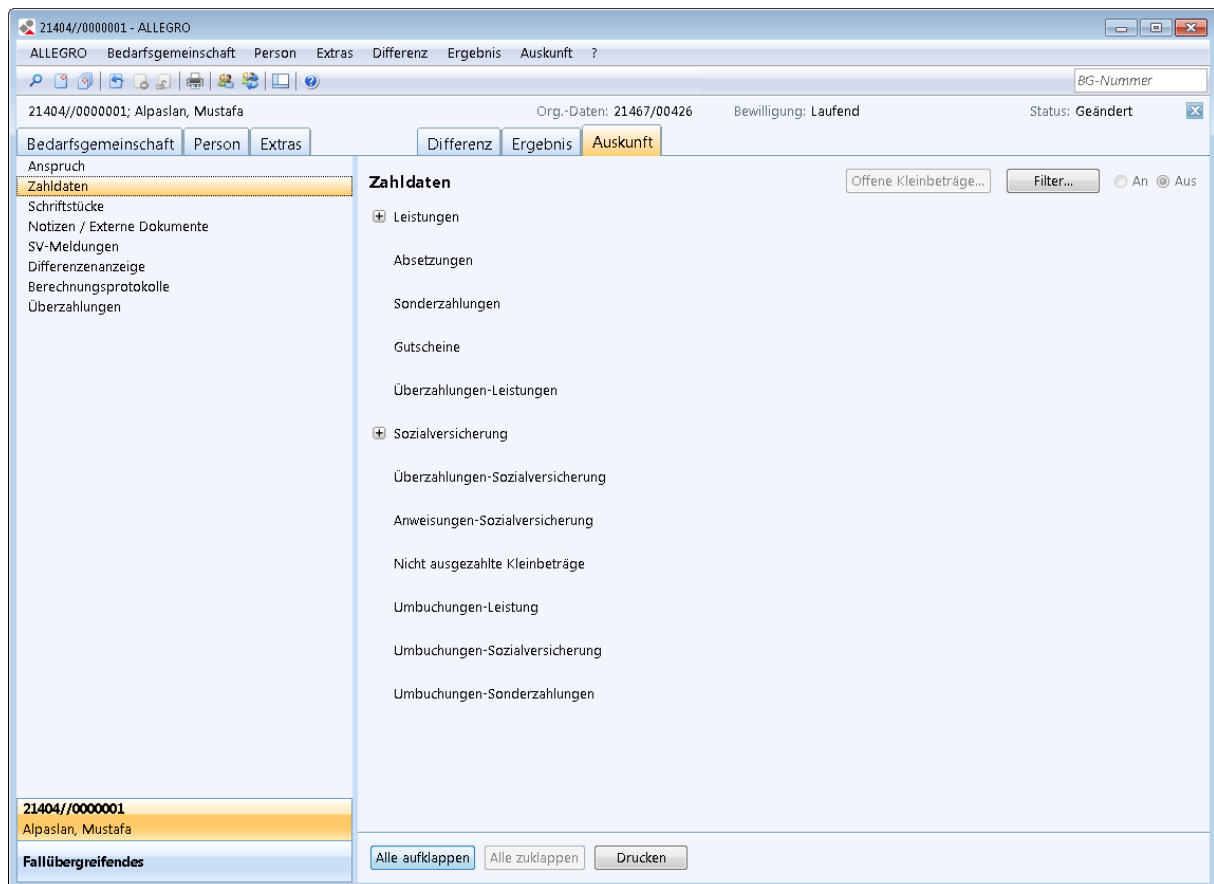 21404//0000001 - ALLEGRO
ALLEGRO Bedarfsgemeinschaft Person Extras Differenz Ergebnis Auskunft ?
BG-Nummer
21404//0000001; Alpaslan, Mustafa Org.-Daten: 21467/00426 Bewilligung: Laufend Status: Geändert
Bedarfsgemeinschaft Person Extras Differenz Ergebnis Auskunft
Anspruch
Zahldaten
Schriftstücke
Notizen / Externe Dokumente
SV-Meldungen
Differenzenanzeige
Berechnungsprotokolle
Überzahlungen
Zahldaten Offene Kleinbeträge... Filter... An Aus
Leistungen
Absetzungen
Sonderzahlungen
Gutscheine
Überzahlungen-Leistungen
Sozialversicherung
Überzahlungen-Sozialversicherung
Anweisungen-Sozialversicherung
Nicht ausgezahlte Kleinbeträge
Umbuchungen-Leistung
Umbuchungen-Sozialversicherung
Umbuchungen-Sonderzahlungen
21404//0000001
Alpaslan, Mustafa
Fallübergreifendes
Alle aufklappen Alle zuklappen Drucken